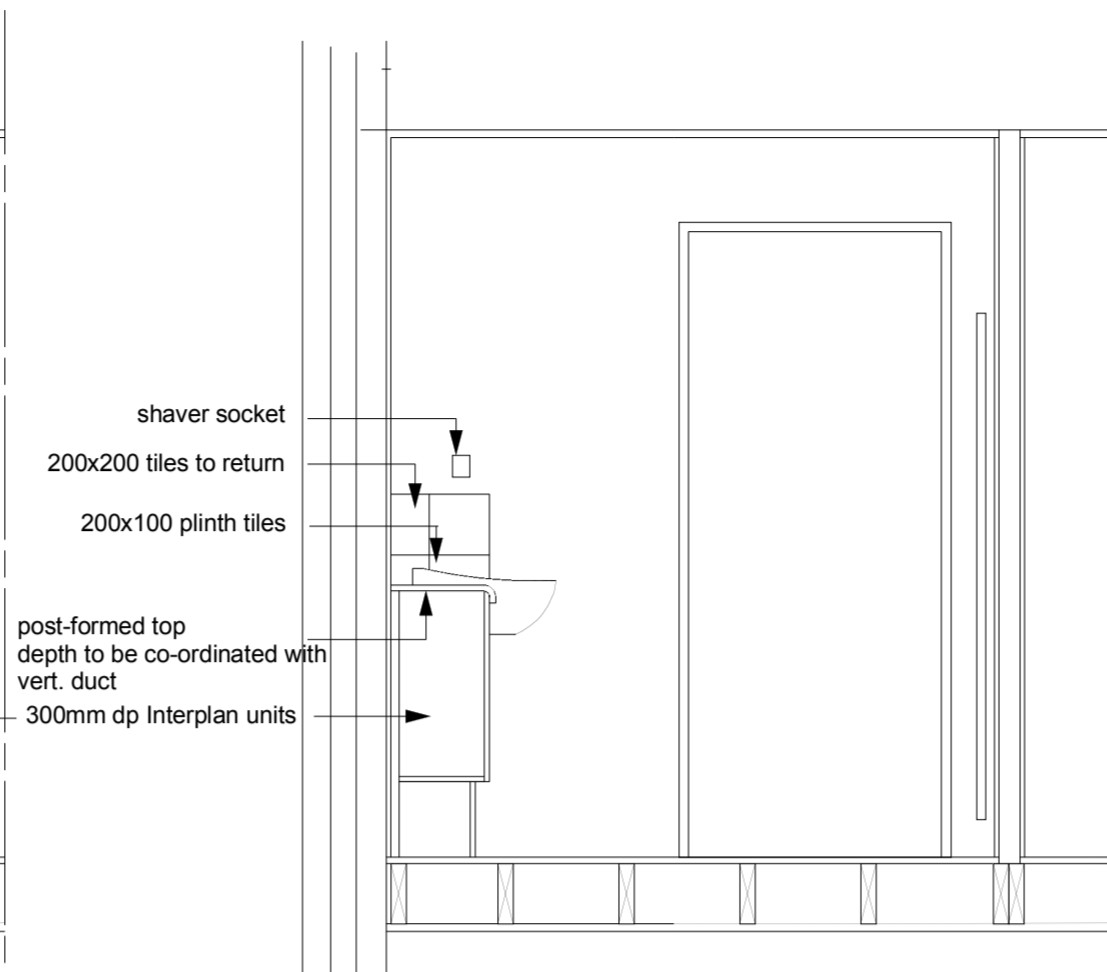 shaver socket
200x200 tiles to return
200x100 plinth tiles
post-formed top
depth to be co-ordinated with
vert. duct
300mm dp Interplan units